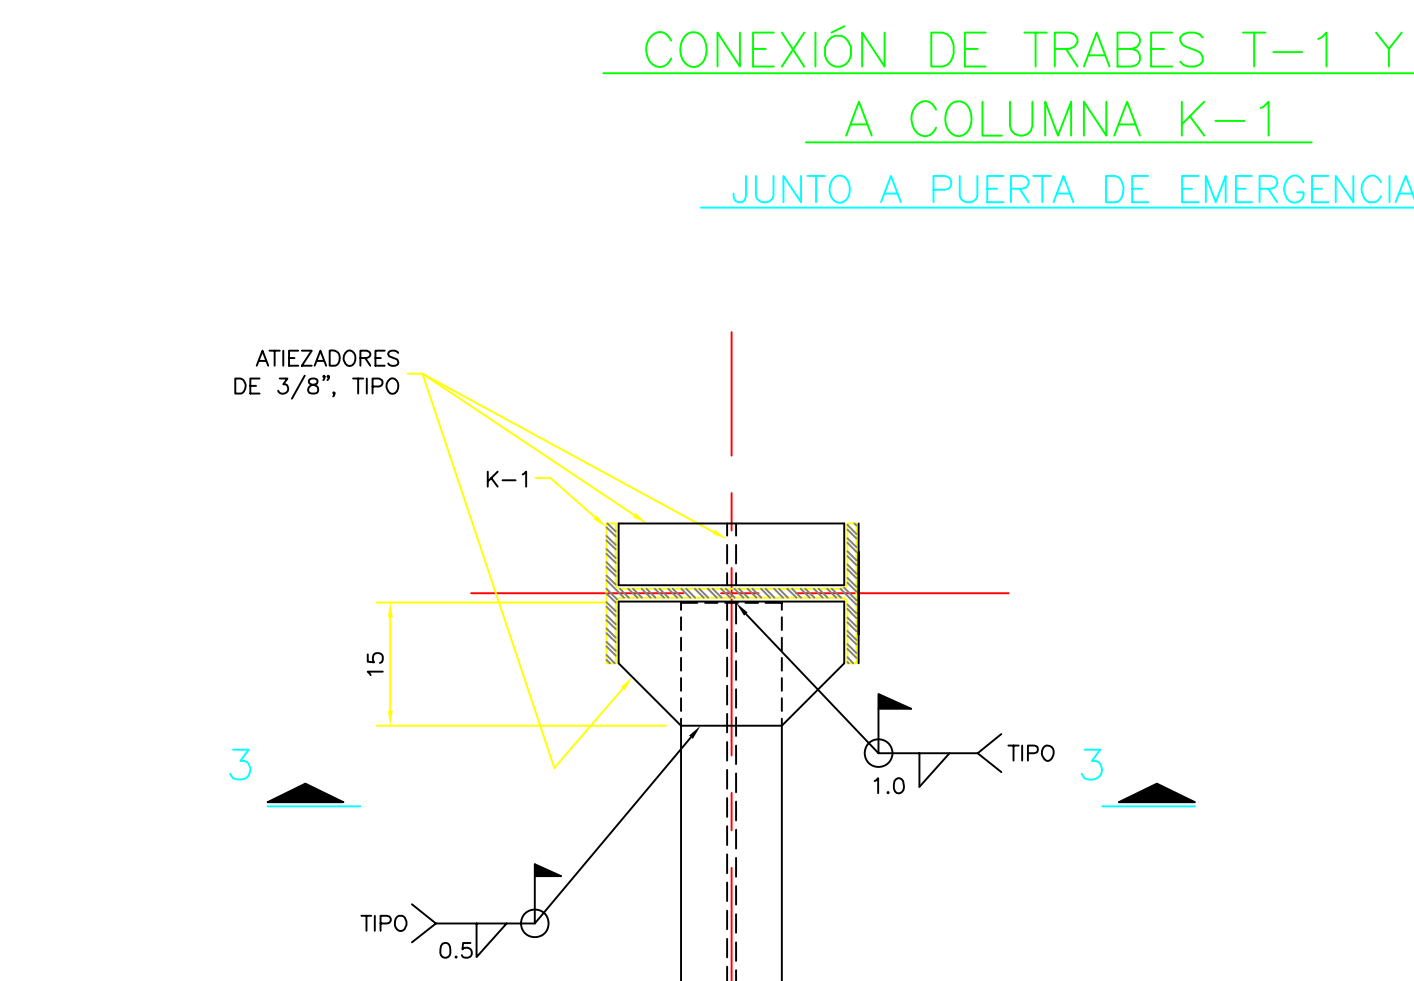 CONEXIÓN DE TRABES T-1 Y
A COLUMNA K-1
JUNTO A PUERTA DE EMERGENCIA
ATIEZADORES
DE 3/8", TIPO
K-1
15
3
TIPO
1.0
3
TIPO
0.5